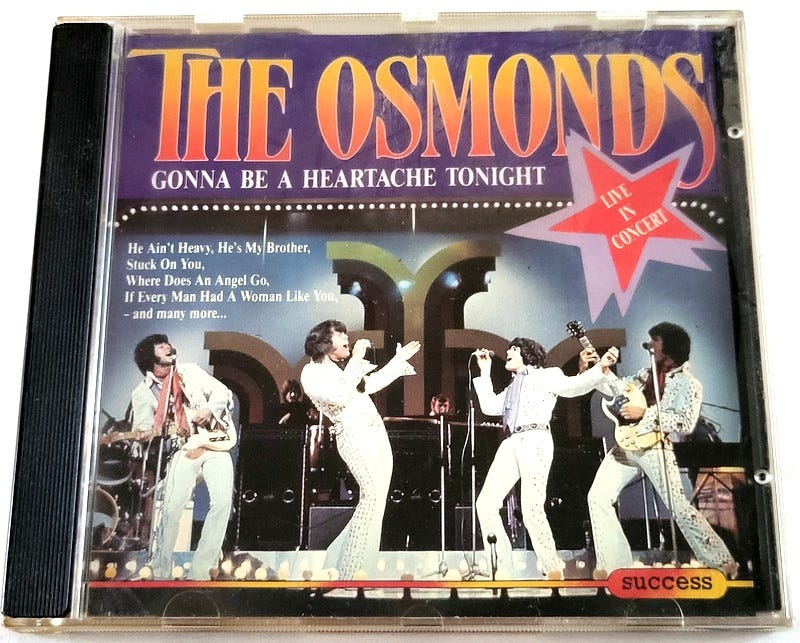 THE OSMONDS
GONNA BE A HEARTACHE TONIGHT
LIVE
IN
CONCERT
He Ain't Heavy, He's My Brother,
Stuck On You,
Where Does An Angel Go,
If Every Man Had A Woman Like You,
– and many more...
success